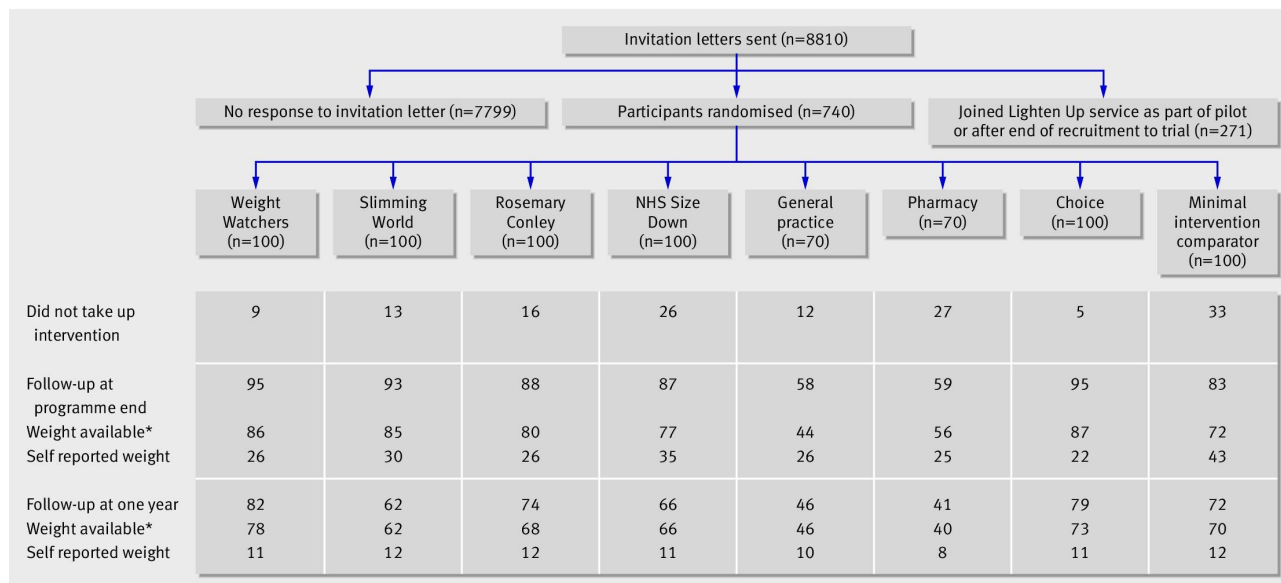 Invitation letters sent (n=8810)
No response to invitation letter (n=7799)
Participants randomised (n=740)
Joined Lighten Up service as part of pilot
or after end of recruitment to trial (n=271)
Weight
Watchers
(n=100)
Slimming
World
(n=100)
Rosemary
Conley
(n=100)
NHS Size
Down
(n=100)
General
practice
(n=70)
Pharmacy
(n=70)
Choice
(n=100)
Minimal
intervention
comparator
(n=100)
Did not take up
intervention
9 13 16 26 12 27 5 33
Follow-up at
programme end
95 93 88 87 58 59 95 83
Weight available* 86 85 80 77 44 56 87 72
Self reported weight 26 30 26 35 26 25 22 43
Follow-up at one year 82 62 74 66 46 41 79 72
Weight available* 78 62 68 66 46 40 73 70
Self reported weight 11 12 12 11 10 8 11 12